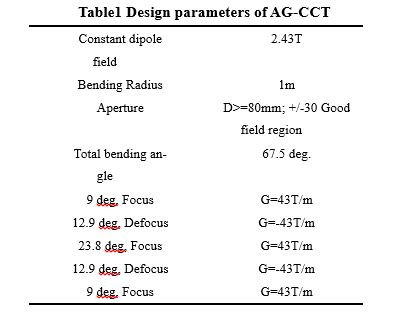 Table1 Design parameters of AG-CCT
Constant dipole field 2.43T
Bending Radius 1m
Aperture D>=80mm; +/-30 Good field region
Total bending an-gle 67.5 deg.
9 deg. Focus G=43T/m
12.9 deg. Defocus G=-43T/m
23.8 deg. Focus G=43T/m
12.9 deg. Defocus G=-43T/m
9 deg. Focus G=43T/m